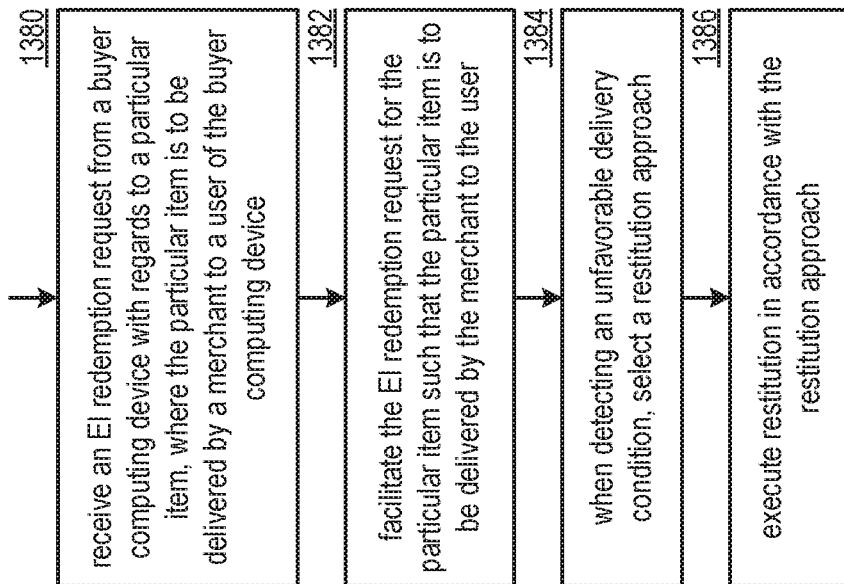 1380
receive an EI redemption request from a buyer
computing device with regards to a particular
item, where the particular item is to be
delivered by a merchant to a user of the buyer
computing device
1382
facilitate the EI redemption request for the
particular item such that the particular item is to
be delivered by the merchant to the user
1384
when detecting an unfavorable delivery
condition, select a restitution approach
1386
execute restitution in accordance with the
restitution approach